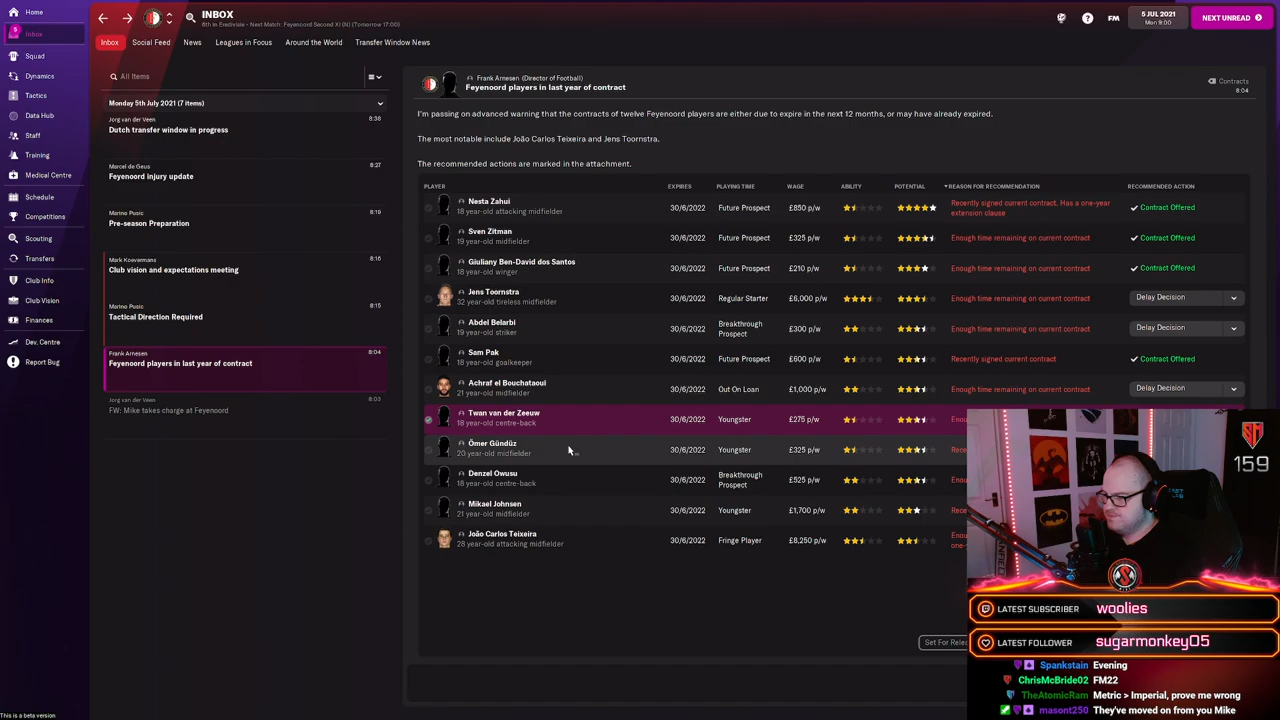 Home
5
Inbox
Squad
Dynamics
Tactics
Data Hub
Staff
Training
Medical Centre
Schedule
Competitions
Scouting
Transfers
Club Info
Club Vision
Finances
Dev. Centre
Report Bug
This is a beta version
INBOX
6th in Eredivisie - Next Match: Feyenoord Second XI (N) (Tomorrow 17:00)
FM
5 JUL 2021
Mon 9:00
NEXT UNREAD
Inbox
Social Feed
News
Leagues in Focus
Around the World
Transfer Window News
All Items
Monday 5th July 2021 (7 items)
Jorg van der Veen 8:38
Dutch transfer window in progress
Marcel de Geus 8:27
Feyenoord injury update
Marino Pusic 8:19
Pre-season Preparation
Mark Koevermans 8:16
Club vision and expectations meeting
Marino Pusic 8:15
Tactical Direction Required
Frank Arnesen 8:04
Feyenoord players in last year of contract
Jorg van der Veen 8:03
FW: Mike takes charge at Feyenoord
Frank Arnesen (Director of Football)
Feyenoord players in last year of contract
Contracts
8:04
I'm passing on advanced warning that the contracts of twelve Feyenoord players are either due to expire in the next 12 months, or may have already expired.
The most notable include João Carlos Teixeira and Jens Toornstra.
The recommended actions are marked in the attachment.
PLAYER EXPIRES PLAYING TIME WAGE ABILITY POTENTIAL REASON FOR RECOMMENDATION RECOMMENDED ACTION
Nesta Zahui
18 year-old attacking midfielder
30/6/2022 Future Prospect £850 p/w
Recently signed current contract. Has a one-year
extension clause
Contract Offered
Sven Zitman
19 year-old midfielder
30/6/2022 Future Prospect £325 p/w Enough time remaining on current contract Contract Offered
Giuliany Ben-David dos Santos
18 year-old winger
30/6/2022 Future Prospect £210 p/w Enough time remaining on current contract Contract Offered
Jens Toornstra
32 year-old tireless midfielder
30/6/2022 Regular Starter £6,000 p/w Enough time remaining on current contract Delay Decision
Abdel Belarbi
19 year-old striker
30/6/2022 Breakthrough
Prospect
£300 p/w Enough time remaining on current contract Delay Decision
Sam Pak
18 year-old goalkeeper
30/6/2022 Future Prospect £600 p/w Recently signed current contract Contract Offered
Achraf el Bouchataoui
21 year-old midfielder
30/6/2022 Out On Loan £1,000 p/w Enough time remaining on current contract Delay Decision
Twan van der Zeeuw
18 year-old centre-back
30/6/2022 Youngster £275 p/w Enou
Ömer Gündüz
20 year-old midfielder
30/6/2022 Youngster £325 p/w Rece
Denzel Owusu
18 year-old centre-back
30/6/2022 Breakthrough
Prospect
£525 p/w Enou
Mikael Johnsen
21 year-old midfielder
30/6/2022 Youngster £1,700 p/w Rece
João Carlos Teixeira
28 year-old attacking midfielder
30/6/2022 Fringe Player £8,250 p/w Enou
one-
Set For Relea
SM
159
LATEST SUBSCRIBER woolies
LATEST FOLLOWER sugarmonkey05
Spankstain Evening
ChrisMcBride02 FM22
TheAtomicRam Metric > Imperial, prove me wrong
masont250 They've moved on from you Mike